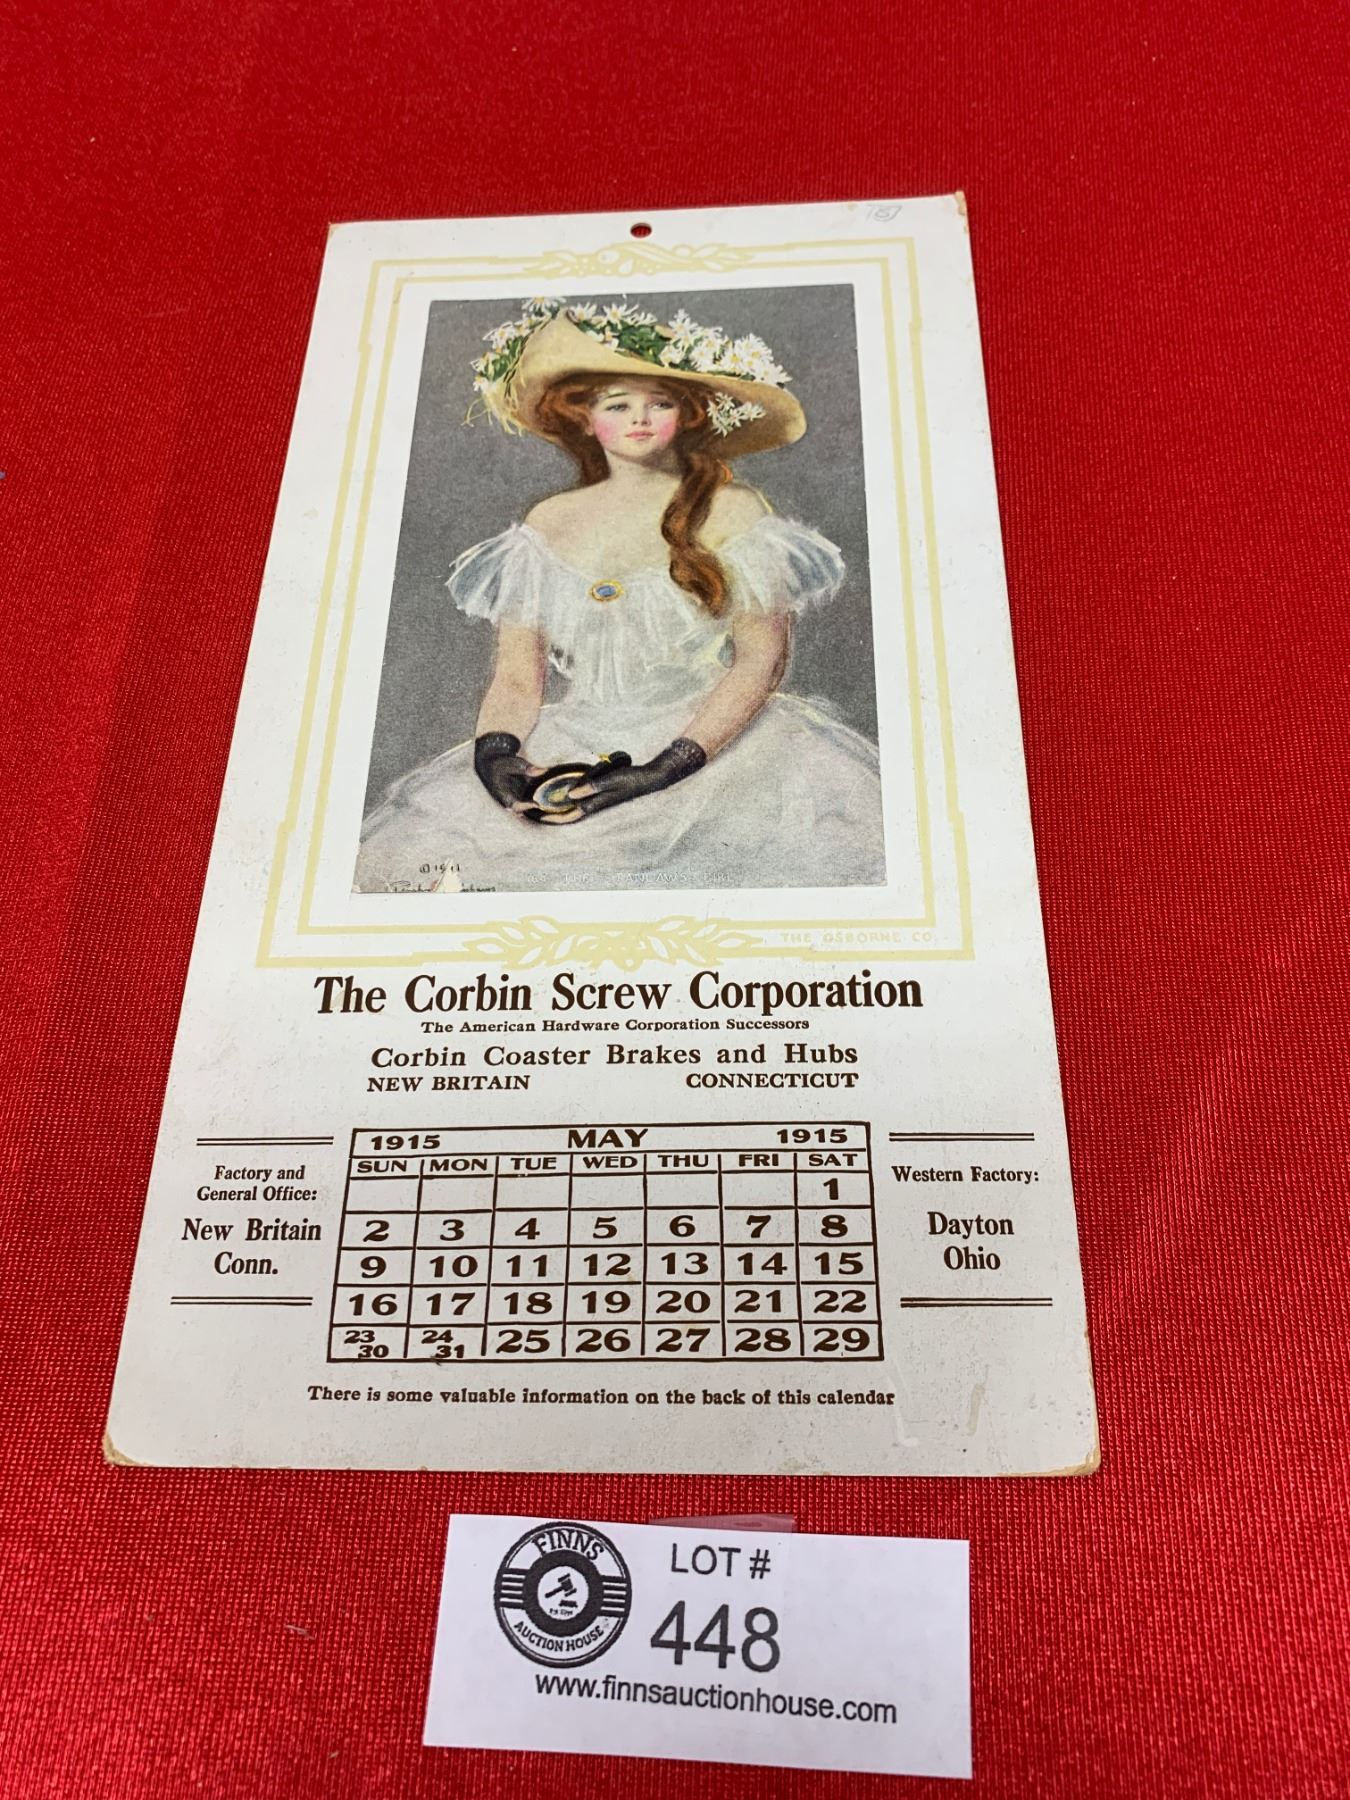 © 1911
THE OSBORNE CO.
The Corbin Screw Corporation
The American Hardware Corporation Successors
Corbin Coaster Brakes and Hubs
NEW BRITAIN CONNECTICUT
Factory and
General Office:
New Britain
Conn.
1915 MAY 1915
SUN MON TUE WED THU FRI SAT
1
2 3 4 5 6 7 8
9 10 11 12 13 14 15
16 17 18 19 20 21 22
23 30 24 31 25 26 27 28 29
Western Factory:
Dayton
Ohio
There is some valuable information on the back of this calendar
FINNS
AUCTION HOUSE
LOT #
448
www.finnsauctionhouse.com